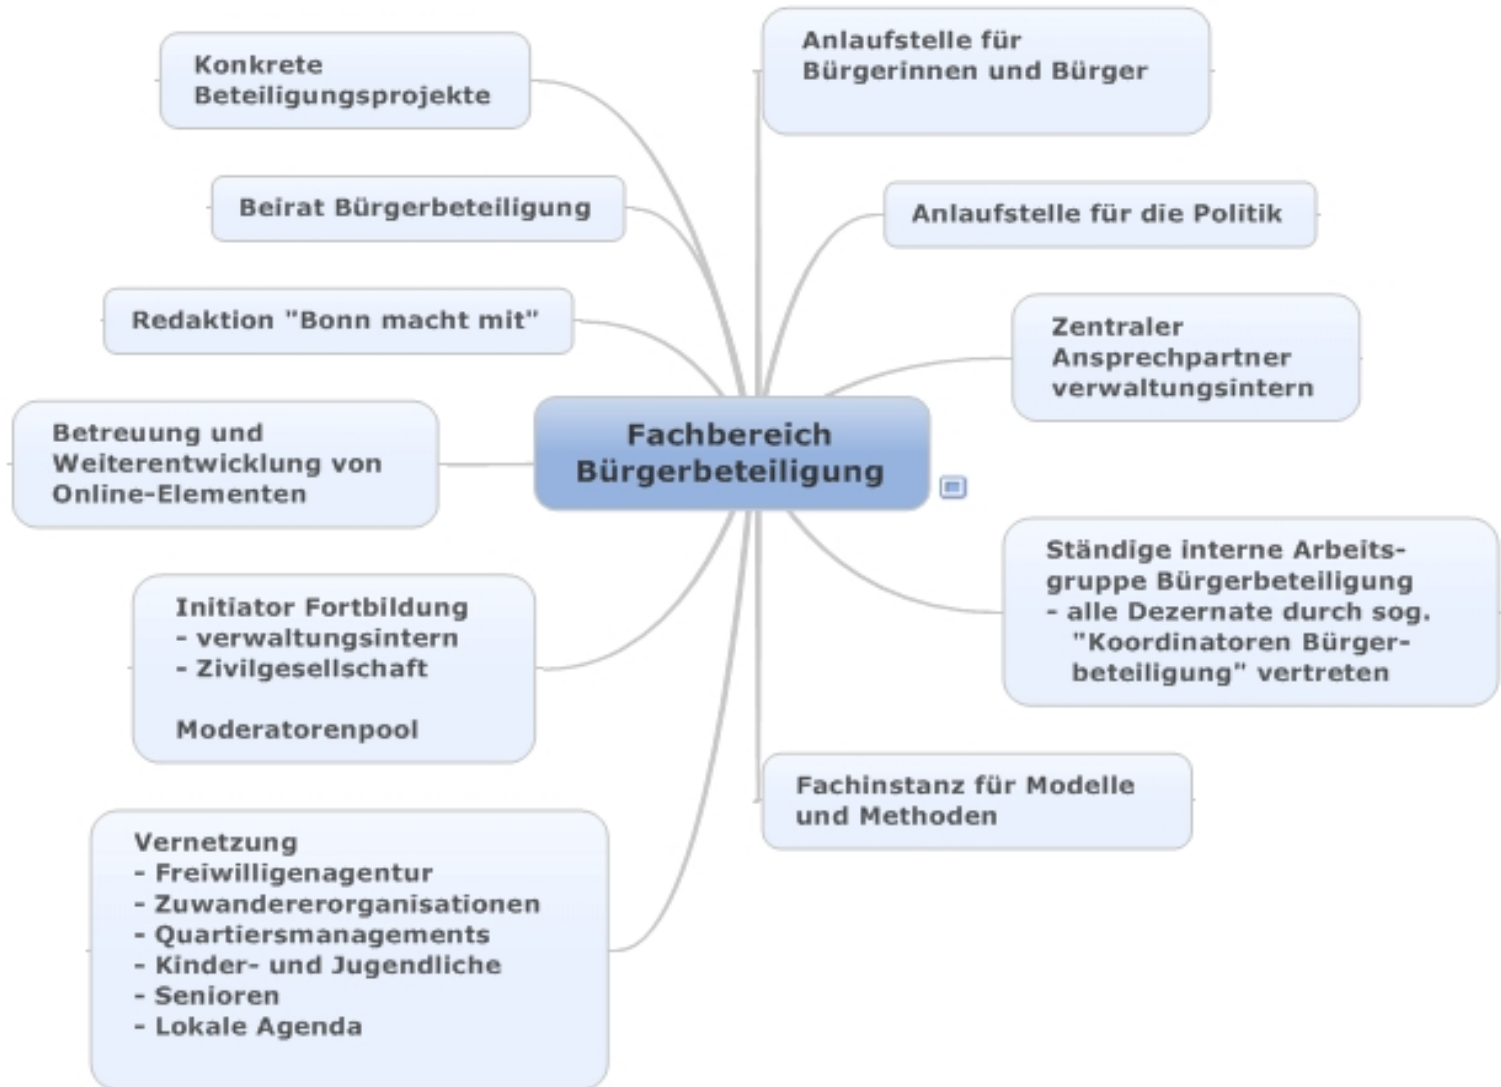 Konkrete
Beteiligungsprojekte
Beirat Bürgerbeteiligung
Redaktion "Bonn macht mit"
Betreuung und
Weiterentwicklung von
Online-Elementen
Initiator Fortbildung
- verwaltungsintern
- Zivilgesellschaft
Moderatorenpool
Vernetzung
- Freiwilligenagentur
- Zuwandererorganisationen
- Quartiersmanagements
- Kinder- und Jugendliche
- Senioren
- Lokale Agenda
Fachbereich
Bürgerbeteiligung
Anlaufstelle für
Bürgerinnen und Bürger
Anlaufstelle für die Politik
Zentraler
Ansprechpartner
verwaltungsintern
Ständige interne Arbeits-
gruppe Bürgerbeteiligung
- alle Dezernate durch sog.
"Koordinatoren Bürger-
beteiligung" vertreten
Fachinstanz für Modelle
und Methoden